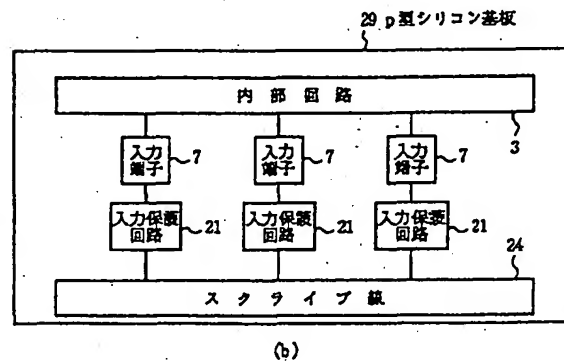 29 p型シリコン基板
内部回路
3
入力
端子
7
入力
端子
7
入力
端子
7
入力保護
回路
21
入力保護
回路
21
入力保護
回路
21
24
スクライブ線
(b)